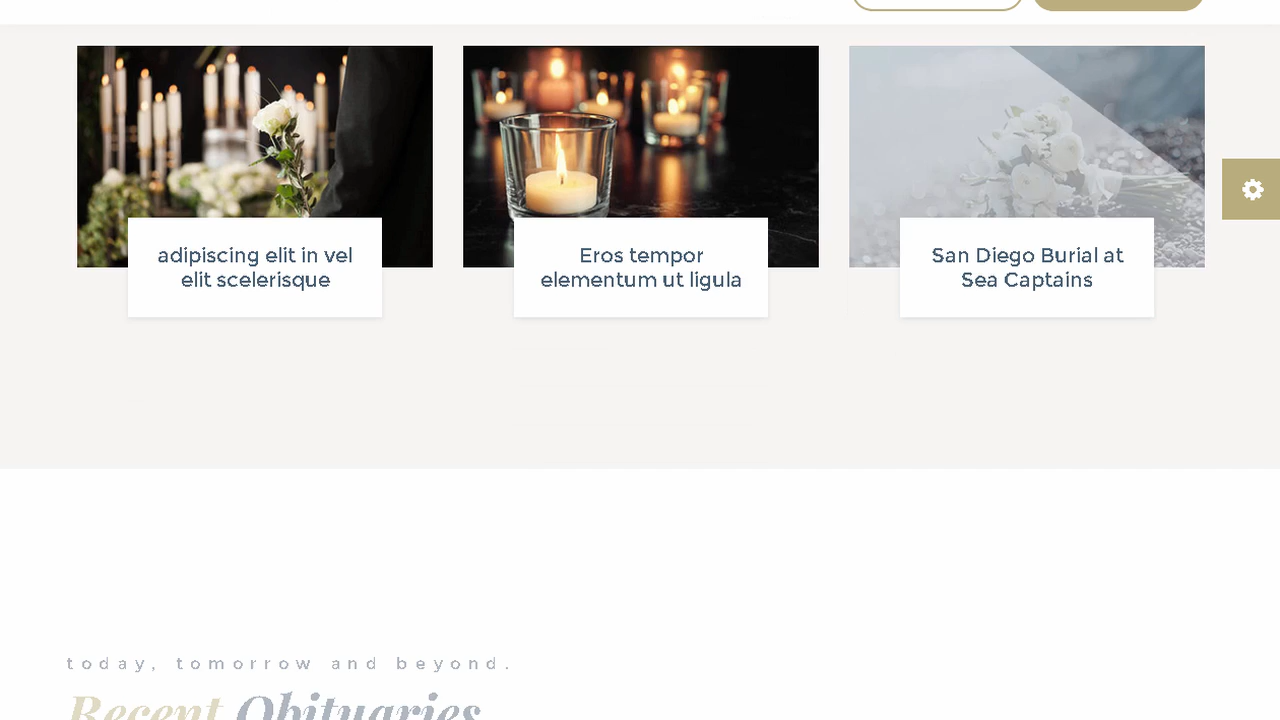 adipiscing elit in vel
elit scelerisque
Eros tempor
elementum ut ligula
San Diego Burial at
Sea Captains
today, tomorrow and beyond.
Recent Obituaries